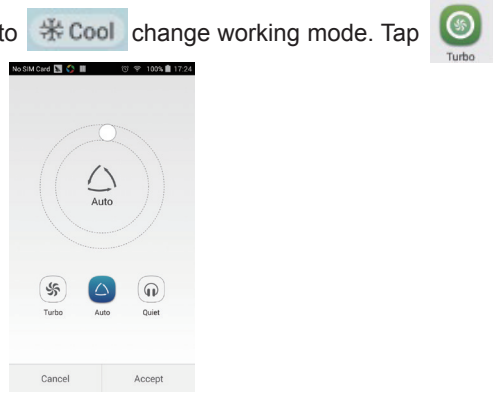 to Cool change working mode. Tap
Turbo
No SIM Card 100% 17:24
Auto
Turbo Auto Quiet
Cancel Accept